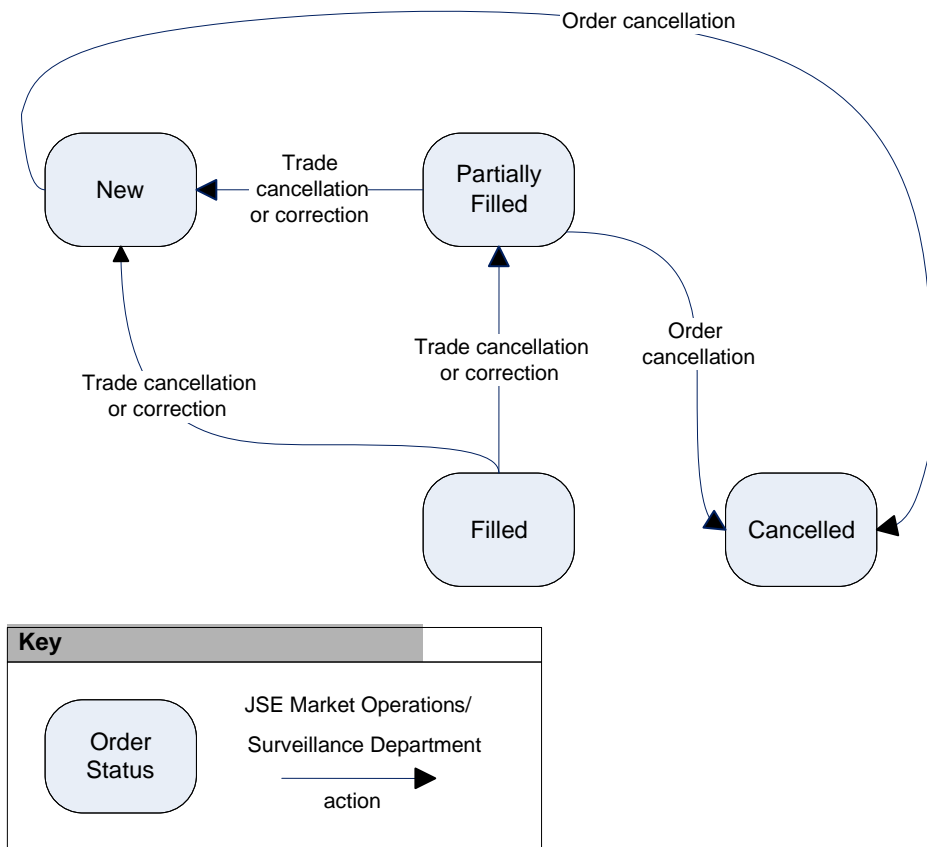 Order cancellation
New
Trade
cancellation
or correction
Partially
Filled
Trade cancellation
or correction
Trade cancellation
or correction
Order
cancellation
Filled
Cancelled
Key
Order
Status
JSE Market Operations/
Surveillance Department
action